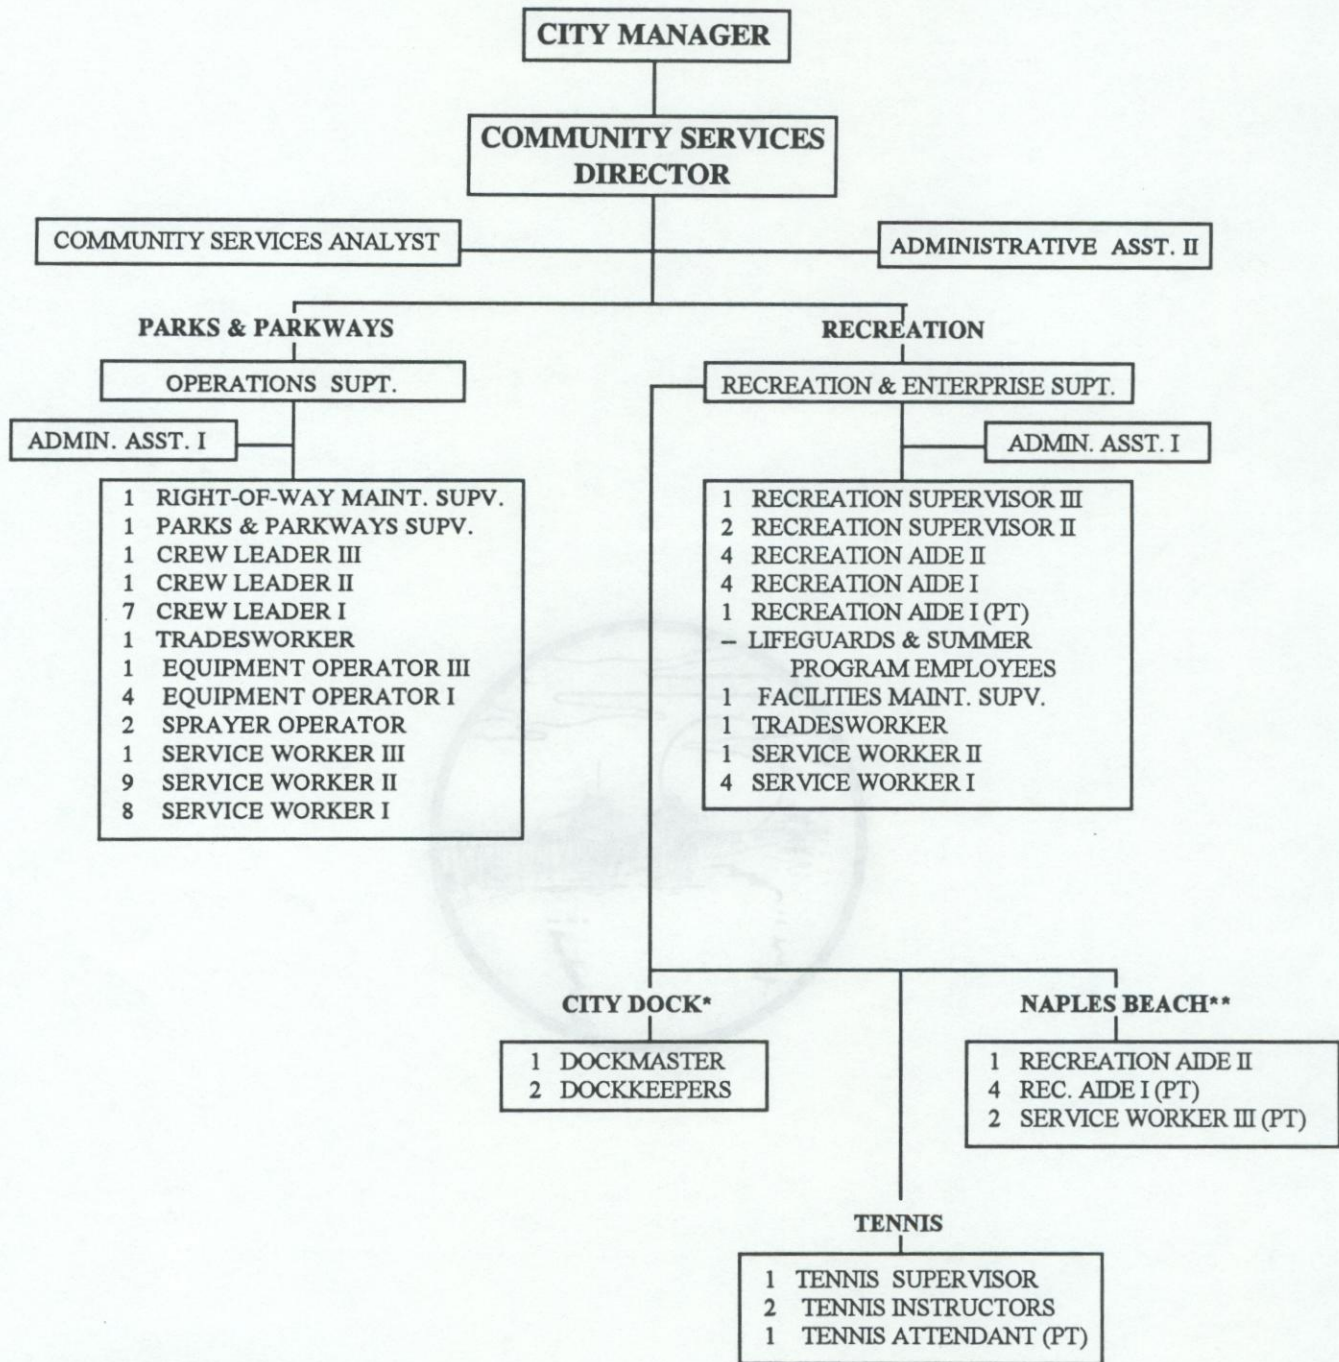 CITY MANAGER
COMMUNITY SERVICES
DIRECTOR
COMMUNITY SERVICES ANALYST
ADMINISTRATIVE ASST. II
PARKS & PARKWAYS
OPERATIONS SUPT.
ADMIN. ASST. I
1 RIGHT-OF-WAY MAINT. SUPV.
1 PARKS & PARKWAYS SUPV.
1 CREW LEADER III
1 CREW LEADER II
7 CREW LEADER I
1 TRADESWORKER
1 EQUIPMENT OPERATOR III
4 EQUIPMENT OPERATOR I
2 SPRAYER OPERATOR
1 SERVICE WORKER III
9 SERVICE WORKER II
8 SERVICE WORKER I
RECREATION
RECREATION & ENTERPRISE SUPT.
ADMIN. ASST. I
1 RECREATION SUPERVISOR III
2 RECREATION SUPERVISOR II
4 RECREATION AIDE II
4 RECREATION AIDE I
1 RECREATION AIDE I (PT)
– LIFEGUARDS & SUMMER
PROGRAM EMPLOYEES
1 FACILITIES MAINT. SUPV.
1 TRADESWORKER
1 SERVICE WORKER II
4 SERVICE WORKER I
CITY DOCK*
1 DOCKMASTER
2 DOCKKEEPERS
NAPLES BEACH**
1 RECREATION AIDE II
4 REC. AIDE I (PT)
2 SERVICE WORKER III (PT)
TENNIS
1 TENNIS SUPERVISOR
2 TENNIS INSTRUCTORS
1 TENNIS ATTENDANT (PT)